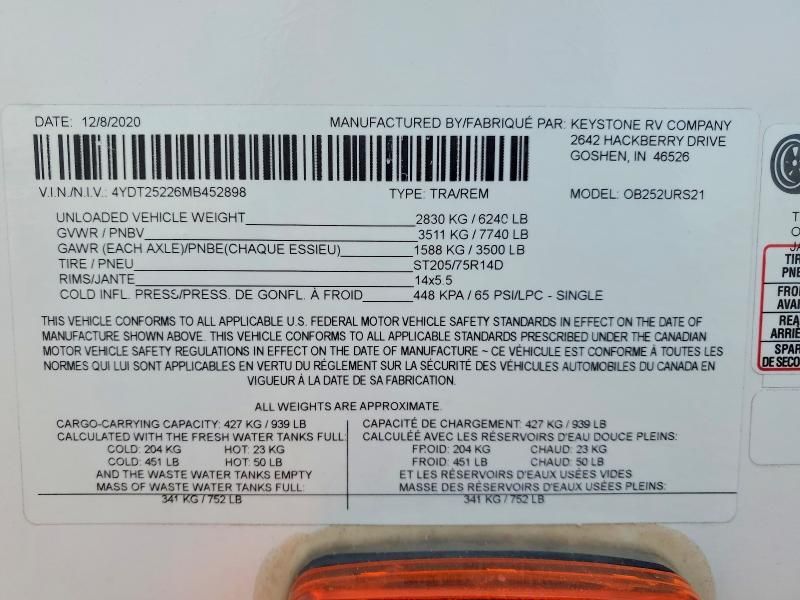 DATE: 12/8/2020 MANUFACTURED BY/FABRIQUÉ PAR: KEYSTONE RV COMPANY
2642 HACKBERRY DRIVE
GOSHEN, IN 46526
V.I.N./N.I.V.: 4YDT25226MB452898 TYPE: TRA/REM MODEL: OB252URS21
UNLOADED VEHICLE WEIGHT 2830 KG / 6240 LB
GVWR / PNBV 3511 KG / 7740 LB
GAWR (EACH AXLE)/PNBE(CHAQUE ESSIEU) 1588 KG / 3500 LB
TIRE / PNEU ST205/75R14D
RIMS/JANTE 14x5.5
COLD INFL. PRESS/PRESS. DE GONFL. À FROID 448 KPA / 65 PSI/LPC - SINGLE
THIS VEHICLE CONFORMS TO ALL APPLICABLE U.S. FEDERAL MOTOR VEHICLE SAFETY STANDARDS IN EFFECT ON THE DATE OF
MANUFACTURE SHOWN ABOVE. THIS VEHICLE CONFORMS TO ALL APPLICABLE STANDARDS PRESCRIBED UNDER THE CANADIAN
MOTOR VEHICLE SAFETY REGULATIONS IN EFFECT ON THE DATE OF MANUFACTURE ~ CE VÉHICULE EST CONFORME À TOUTES LES
NORMES QUI LUI SONT APPLICABLES EN VERTU DU RÉGLEMENT SUR LA SÉCURITÉ DES VÉHICULES AUTOMOBILES DU CANADA EN
VIGUEUR À LA DATE DE SA FABRICATION.
ALL WEIGHTS ARE APPROXIMATE.
CARGO-CARRYING CAPACITY: 427 KG / 939 LB
CALCULATED WITH THE FRESH WATER TANKS FULL:
COLD: 204 KG HOT: 23 KG
COLD: 451 LB HOT: 50 LB
AND THE WASTE WATER TANKS EMPTY
MASS OF WASTE WATER TANKS FULL:
341 KG / 752 LB
CAPACITÉ DE CHARGEMENT: 427 KG / 939 LB
CALCULÉE AVEC LES RÉSERVOIRS D'EAU DOUCE PLEINS:
FROID: 204 KG CHAUD: 23 KG
FROID: 451 LB CHAUD: 50 LB
ET LES RÉSERVOIRS D'EAUX USÉES VIDES
MASSE DES RÉSERVOIRS D'EAUX USÉES PLEINS:
341 KG / 752 LB
TIR
PNE
FRO
AVA
REA
ARRIÈ
SPAR
DE SECO